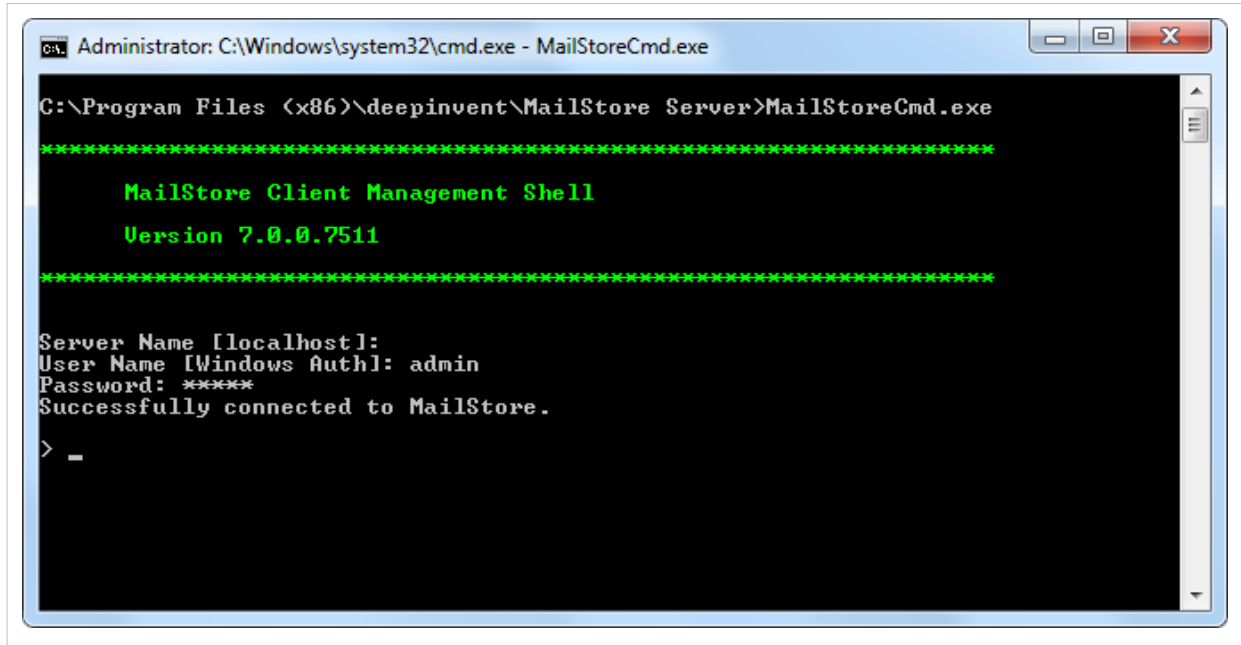 Administrator: C:\Windows\system32\cmd.exe - MailStoreCmd.exe
C:\Program Files (x86)\deepinvent\MailStore Server>MailStoreCmd.exe
*******************************************************************
MailStore Client Management Shell
Version 7.0.0.7511
*******************************************************************
Server Name [localhost]:
User Name [Windows Auth]: admin
Password: *****
Successfully connected to MailStore.
> _